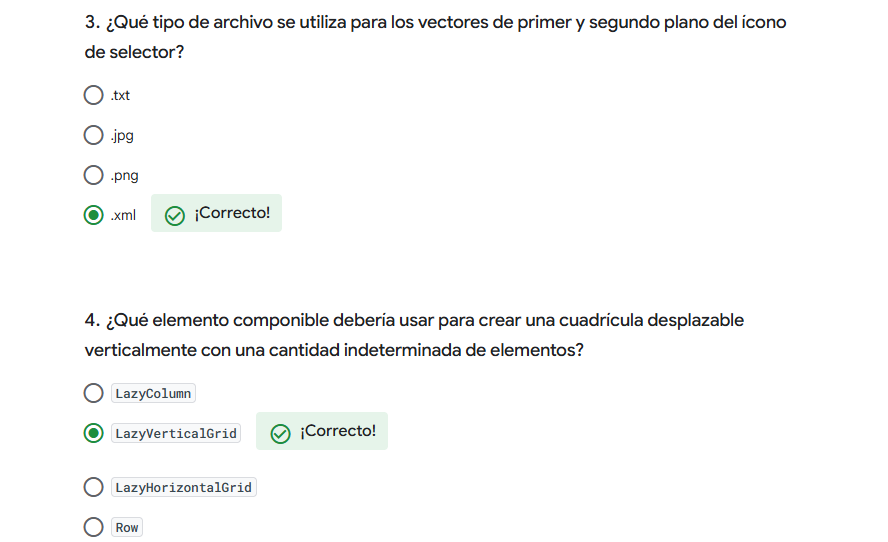 3. ¿Qué tipo de archivo se utiliza para los vectores de primer y segundo plano del ícono
de selector?
.txt
.jpg
.png
.xml ¡Correcto!
4. ¿Qué elemento componible debería usar para crear una cuadrícula desplazable
verticalmente con una cantidad indeterminada de elementos?
LazyColumn
LazyVerticalGrid ¡Correcto!
LazyHorizontalGrid
Row